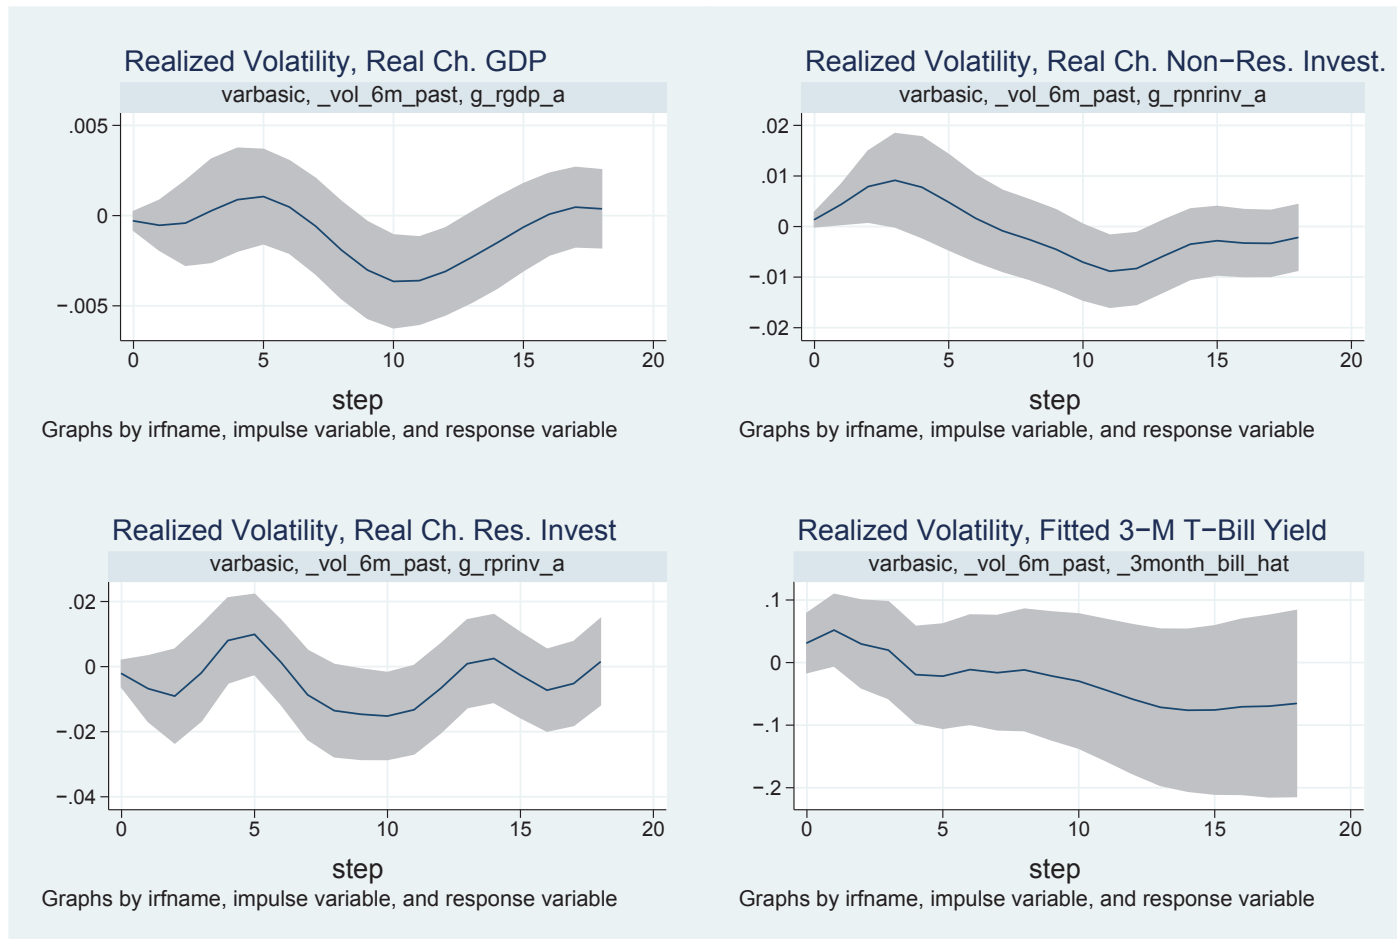 Realized Volatility, Real Ch. GDP
varbasic, _vol_6m_past, g_rgdp_a
.005
0
−.005
0 5 10 15 20
step
Graphs by irfname, impulse variable, and response variable
Realized Volatility, Real Ch. Non−Res. Invest.
varbasic, _vol_6m_past, g_rpnrinv_a
.02
.01
0
−.01
−.02
0 5 10 15 20
step
Graphs by irfname, impulse variable, and response variable
Realized Volatility, Real Ch. Res. Invest
varbasic, _vol_6m_past, g_rprinv_a
.02
0
−.02
−.04
0 5 10 15 20
step
Graphs by irfname, impulse variable, and response variable
Realized Volatility, Fitted 3−M T−Bill Yield
varbasic, _vol_6m_past, _3month_bill_hat
.1
0
−.1
−.2
0 5 10 15 20
step
Graphs by irfname, impulse variable, and response variable